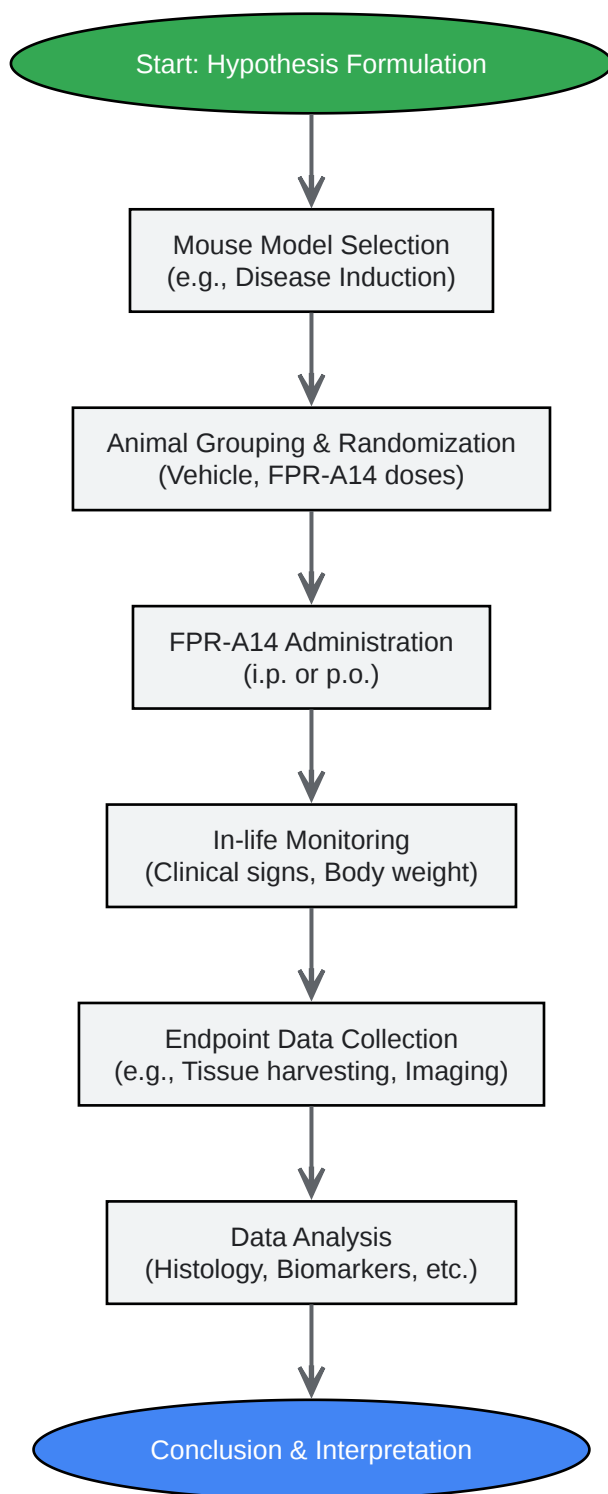 Start: Hypothesis Formulation
Mouse Model Selection
(e.g., Disease Induction)
Animal Grouping & Randomization
(Vehicle, FPR-A14 doses)
FPR-A14 Administration
(i.p. or p.o.)
In-life Monitoring
(Clinical signs, Body weight)
Endpoint Data Collection
(e.g., Tissue harvesting, Imaging)
Data Analysis
(Histology, Biomarkers, etc.)
Conclusion & Interpretation